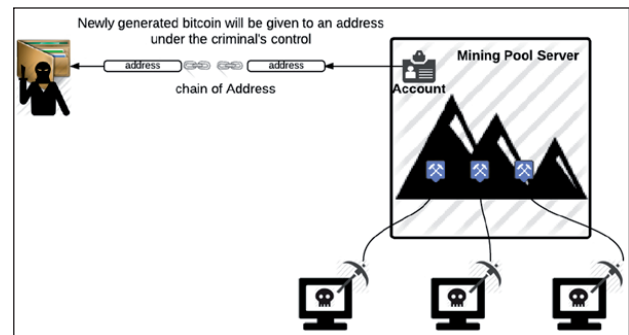 Newly generated bitcoin will be given to an address
under the criminal's control
address
address
chain of Address
Mining Pool Server
Account